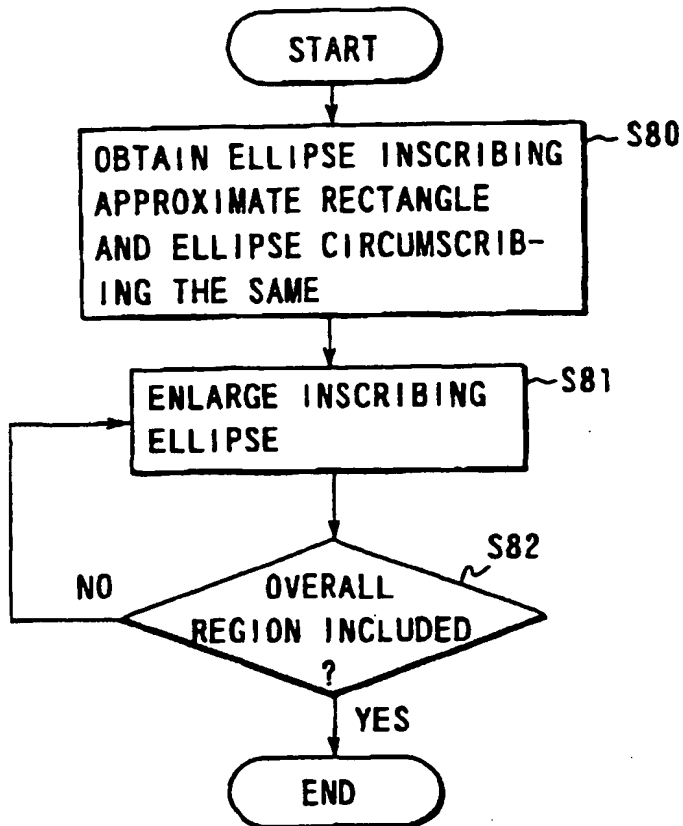 START
OBTAIN ELLIPSE INSCRIBING
APPROXIMATE RECTANGLE
AND ELLIPSE CIRCUMSCRIB-
ING THE SAME
S80
ENLARGE INSCRIBING
ELLIPSE
S81
S82
OVERALL
REGION INCLUDED
?
NO
YES
END